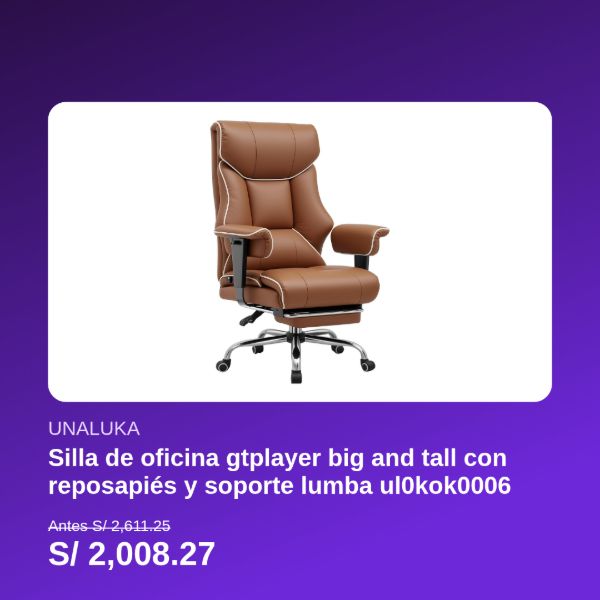 UNALUKA
Silla de oficina gtplayer big and tall con
reposapiés y soporte lumba ul0kok0006
Antes S/ 2,611.25
S/ 2,008.27